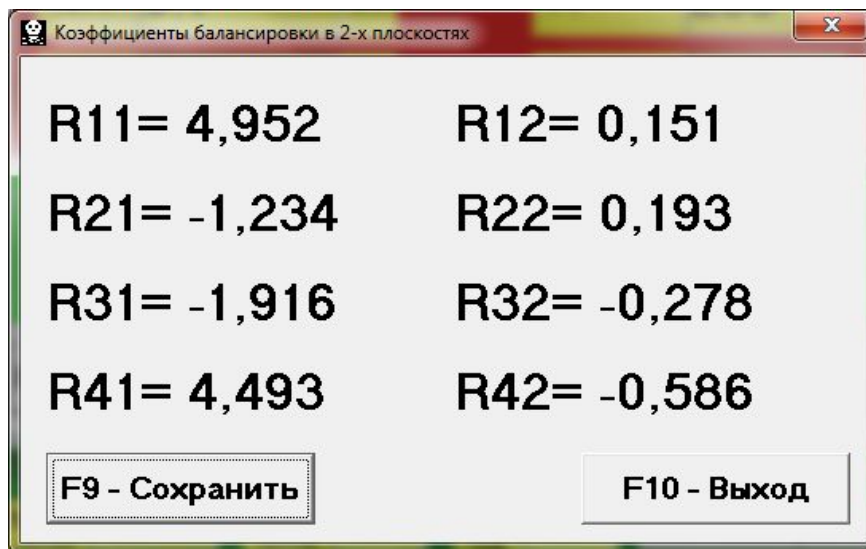 Коэффициенты балансировки в 2-х плоскостях
R11= 4,952 R12= 0,151
R21= -1,234 R22= 0,193
R31= -1,916 R32= -0,278
R41= 4,493 R42= -0,586
F9 - Сохранить F10 - Выход